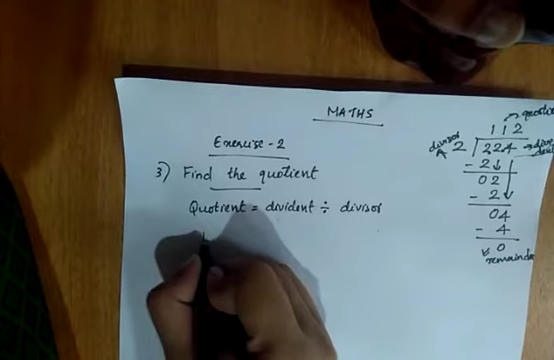 MATHS
Exercise - 2
3) Find the quotient
Quotient = divident ÷ divisor
112
divisor
2 224
- 2
02
- 2
04
- 4
0
remainder